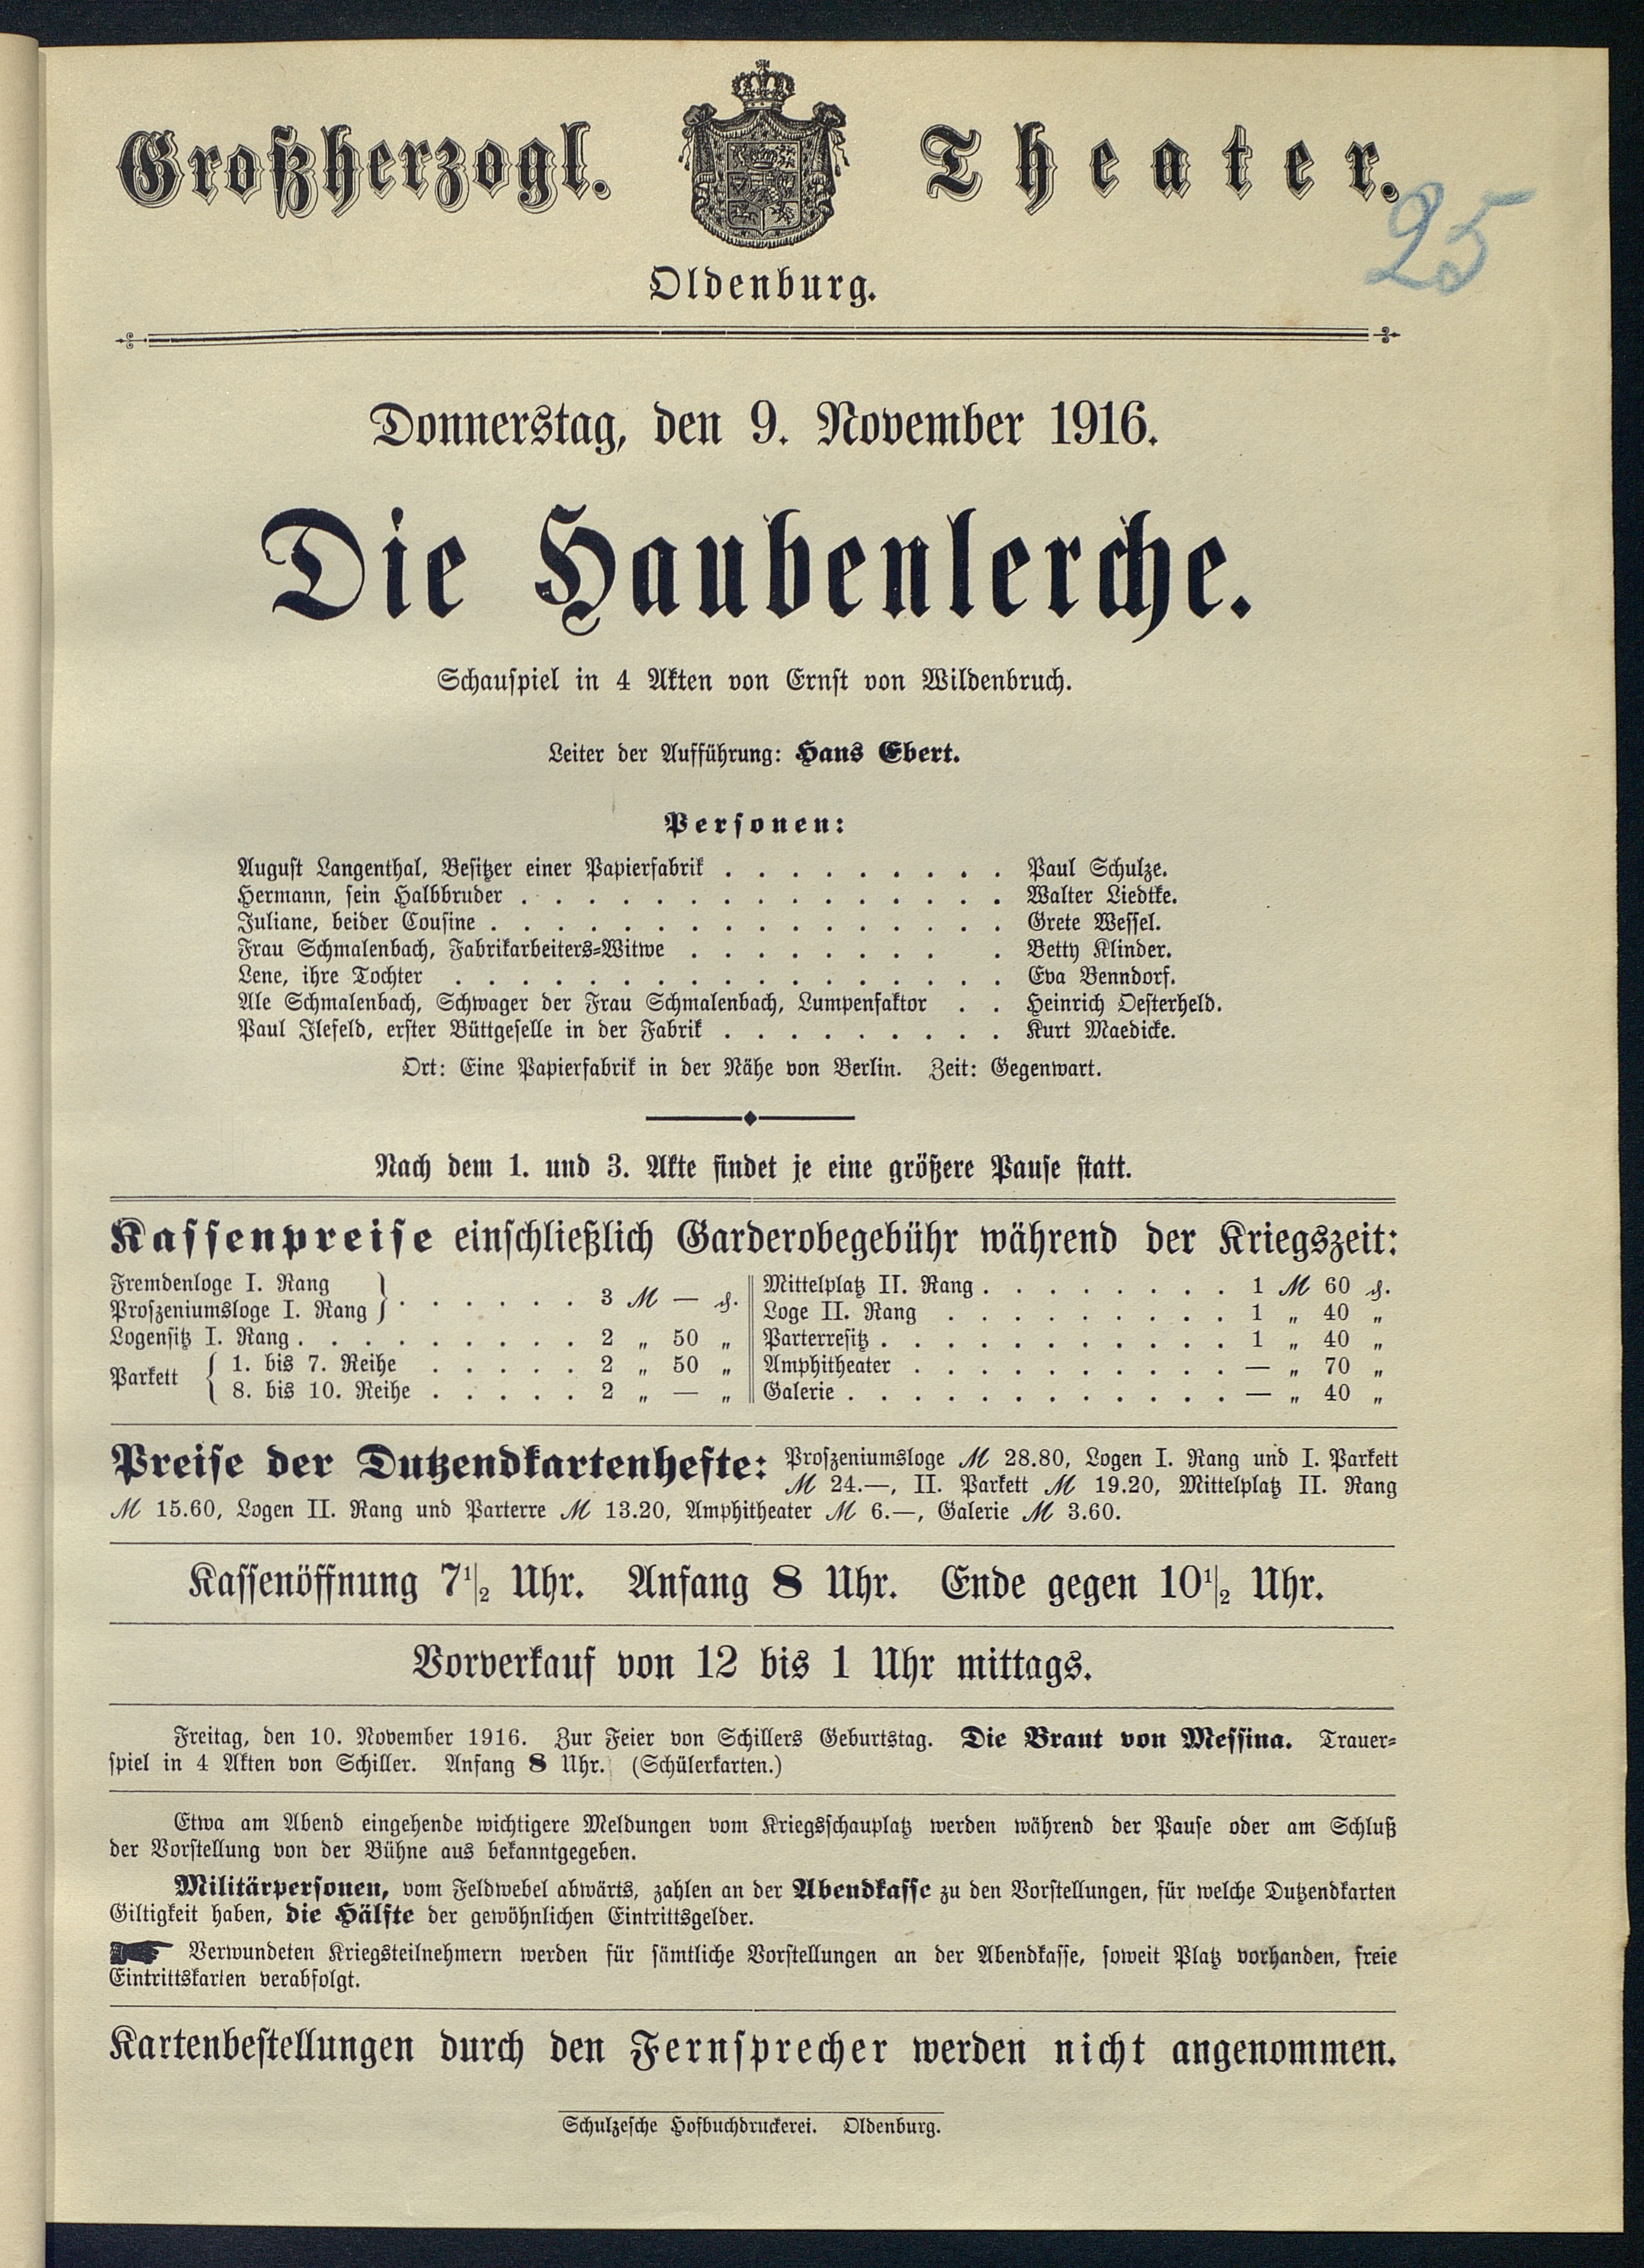 Großherzogl. Theater.
25
Oldenburg.
Donnerstag, den 9. November 1916.
Die Haubenlerche.
Schauspiel in 4 Akten von Ernst von Wildenbruch.
Leiter der Aufführung: Hans Ebert.
Personen:
August Langenthal, Besitzer einer Papierfabrik . . . . . . . . . Paul Schulze.
Hermann, sein Halbbruder . . . . . . . . . . . . . . . Walter Liedtke.
Juliane, beider Cousine . . . . . . . . . . . . . . . . Grete Wessel.
Frau Schmalenbach, Fabrikarbeiters-Witwe . . . . . . . . . Betty Klinder.
Lene, ihre Tochter . . . . . . . . . . . . . . . . . Eva Benndorf.
Ale Schmalenbach, Schwager der Frau Schmalenbach, Lumpenfaktor . . Heinrich Oesterheld.
Paul Ilefeld, erster Büttgeselle in der Fabrik . . . . . . . . . Kurt Maedicke.
Ort: Eine Papierfabrik in der Nähe von Berlin. Zeit: Gegenwart.
Nach dem 1. und 3. Akte findet je eine größere Pause statt.
Kassenpreise einschließlich Garderobegebühr während der Kriegszeit:
Fremdenloge I. Rang
Proszeniumsloge I. Rang } . . . . . . 3 ℳ — ₰.
Logensitz I. Rang . . . . . . . . . 2 „ 50 „
Parkett { 1. bis 7. Reihe . . . . . 2 „ 50 „
8. bis 10. Reihe . . . . . 2 „ — „
Mittelplatz II. Rang . . . . . . . . 1 ℳ 60 ₰.
Loge II. Rang . . . . . . . . . 1 „ 40 „
Parterresitz . . . . . . . . . . . 1 „ 40 „
Amphitheater . . . . . . . . . . — „ 70 „
Galerie . . . . . . . . . . . . — „ 40 „
Preise der Dutzendkartenhefte: Proszeniumsloge ℳ 28.80, Logen I. Rang und I. Parkett
ℳ 24.—, II. Parkett ℳ 19.20, Mittelplatz II. Rang
ℳ 15.60, Logen II. Rang und Parterre ℳ 13.20, Amphitheater ℳ 6.—, Galerie ℳ 3.60.
Kassenöffnung 7½ Uhr. Anfang 8 Uhr. Ende gegen 10½ Uhr.
Vorverkauf von 12 bis 1 Uhr mittags.
Freitag, den 10. November 1916. Zur Feier von Schillers Geburtstag. Die Braut von Messina. Trauer-
spiel in 4 Akten von Schiller. Anfang 8 Uhr. (Schülerkarten.)
Etwa am Abend eingehende wichtigere Meldungen vom Kriegsschauplatz werden während der Pause oder am Schluß
der Vorstellung von der Bühne aus bekanntgegeben.
Militärpersonen, vom Feldwebel abwärts, zahlen an der Abendkasse zu den Vorstellungen, für welche Dutzendkarten
Giltigkeit haben, die Hälfte der gewöhnlichen Eintrittsgelder.
Verwundeten Kriegsteilnehmern werden für sämtliche Vorstellungen an der Abendkasse, soweit Platz vorhanden, freie
Eintrittskarten verabfolgt.
Kartenbestellungen durch den Fernsprecher werden nicht angenommen.
Schulzesche Hofbuchdruckerei. Oldenburg.